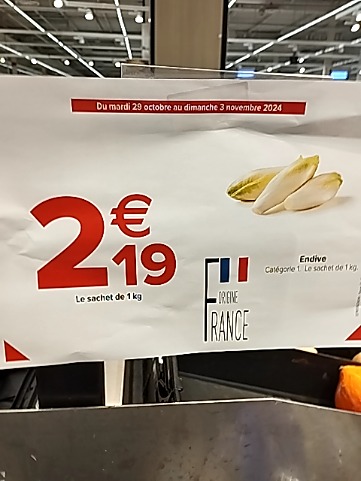 Du mardi 29 octobre au dimanche 3 novembre 2024
2€19
Le sachet de 1 kg
Endive
Catégorie 1. Le sachet de 1 kg.
ORIGINE
FRANCE